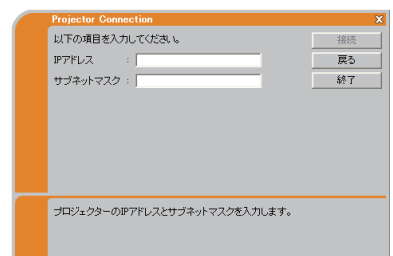 Projector Connection X
以下の項目を入力してください。 接続
IPアドレス : 戻る
サブネットマスク : 終了
プロジェクターのIPアドレスとサブネットマスクを入力します。